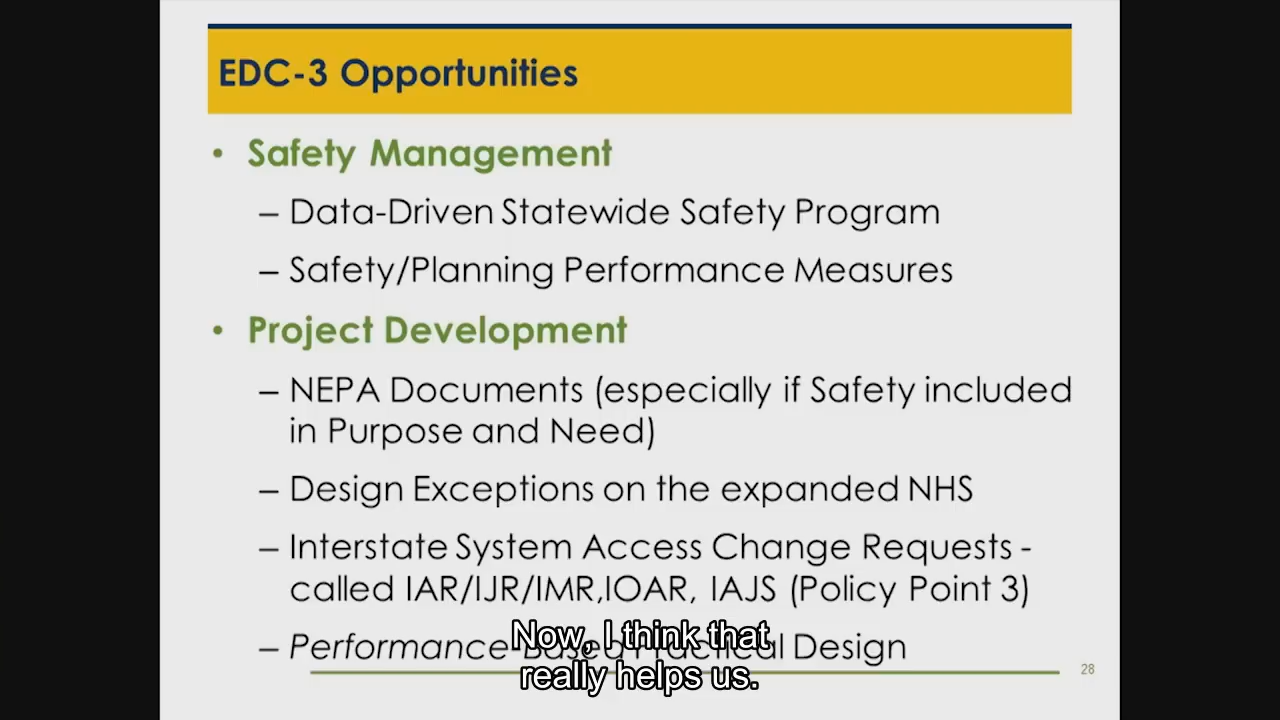 EDC-3 Opportunities
• Safety Management
– Data-Driven Statewide Safety Program
– Safety/Planning Performance Measures
• Project Development
– NEPA Documents (especially if Safety included
in Purpose and Need)
– Design Exceptions on the expanded NHS
– Interstate System Access Change Requests -
called IAR/IJR/IMR,IOAR, IAJS (Policy Point 3)
– Performance-Based Practical Design
Now, I think that
really helps us.
28